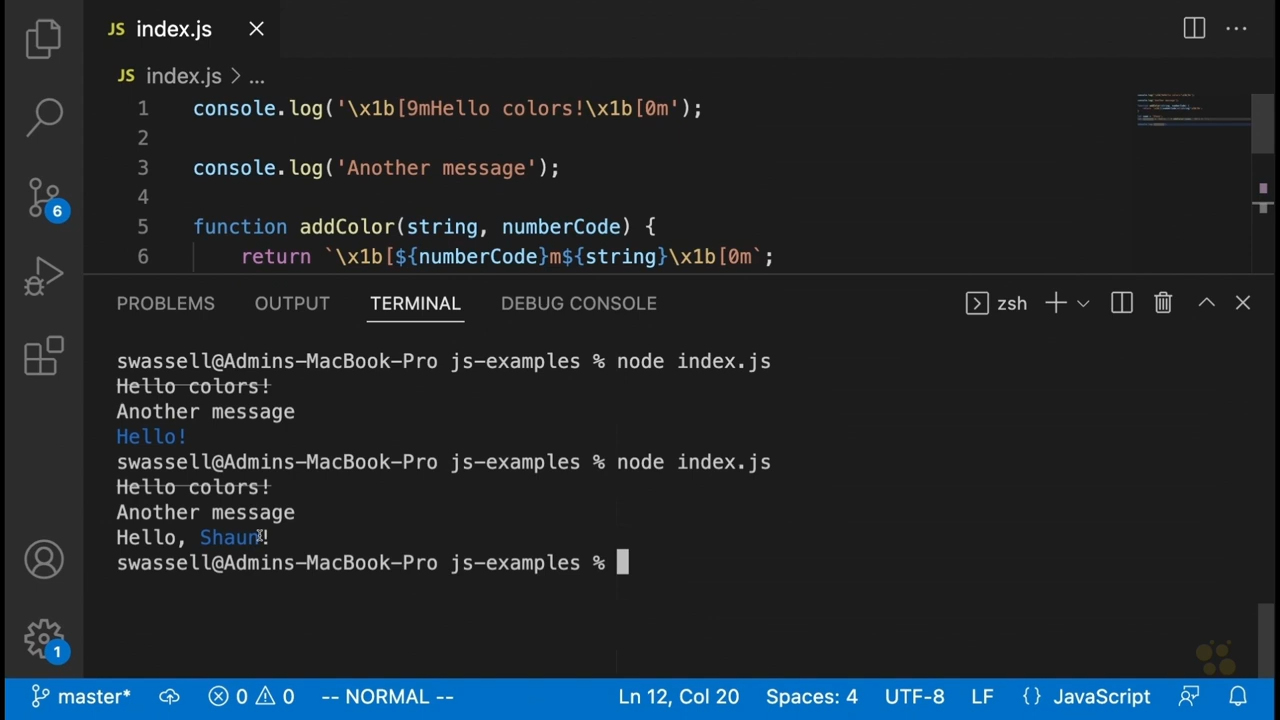 JS index.js
JS index.js > ...
1 console.log('\x1b[9mHello colors!\x1b[0m');
2
3 console.log('Another message');
4
5 function addColor(string, numberCode) {
6 return `\x1b[${numberCode}m${string}\x1b[0m`;
6
PROBLEMS OUTPUT TERMINAL DEBUG CONSOLE zsh
swassell@Admins-MacBook-Pro js-examples % node index.js
Hello colors!
Another message
Hello!
swassell@Admins-MacBook-Pro js-examples % node index.js
Hello colors!
Another message
Hello, Shaun!
swassell@Admins-MacBook-Pro js-examples %
1
master* 0 0 -- NORMAL -- Ln 12, Col 20 Spaces: 4 UTF-8 LF {} JavaScript